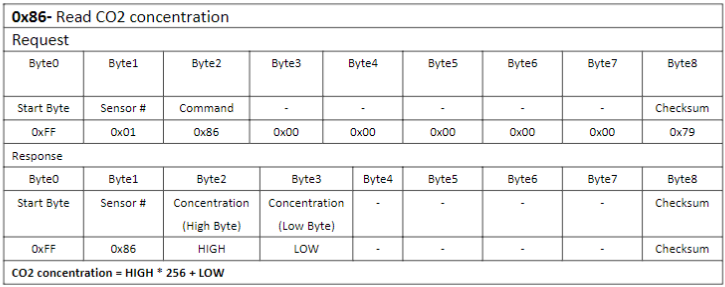 0x86- Read CO2 concentration
Request
Byte0 Byte1 Byte2 Byte3 Byte4 Byte5 Byte6 Byte7 Byte8
Start Byte Sensor # Command - - - - - Checksum
0xFF 0x01 0x86 0x00 0x00 0x00 0x00 0x00 0x79
Response
Byte0 Byte1 Byte2 Byte3 Byte4 Byte5 Byte6 Byte7 Byte8
Start Byte Sensor # Concentration Concentration - - - - Checksum
(High Byte) (Low Byte)
0xFF 0x86 HIGH LOW - - - - Checksum
CO2 concentration = HIGH * 256 + LOW